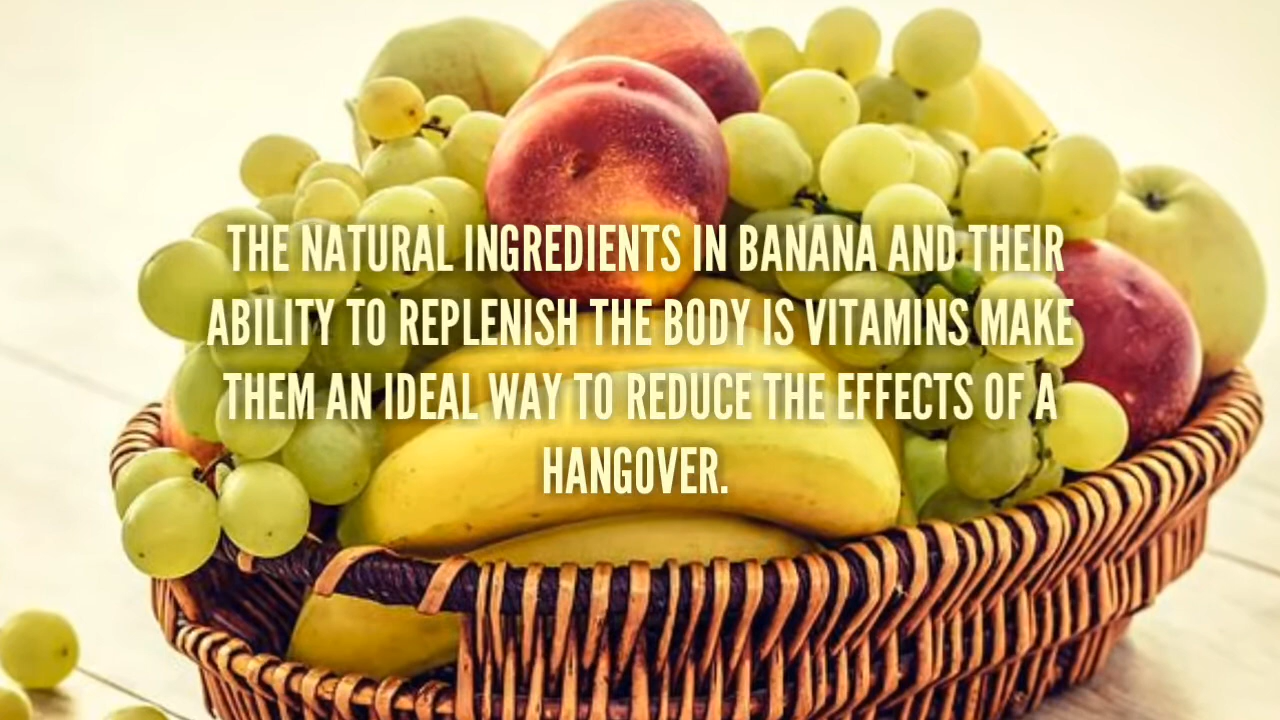 THE NATURAL INGREDIENTS IN BANANA AND THEIR
ABILITY TO REPLENISH THE BODY IS VITAMINS MAKE
THEM AN IDEAL WAY TO REDUCE THE EFFECTS OF A
HANGOVER.